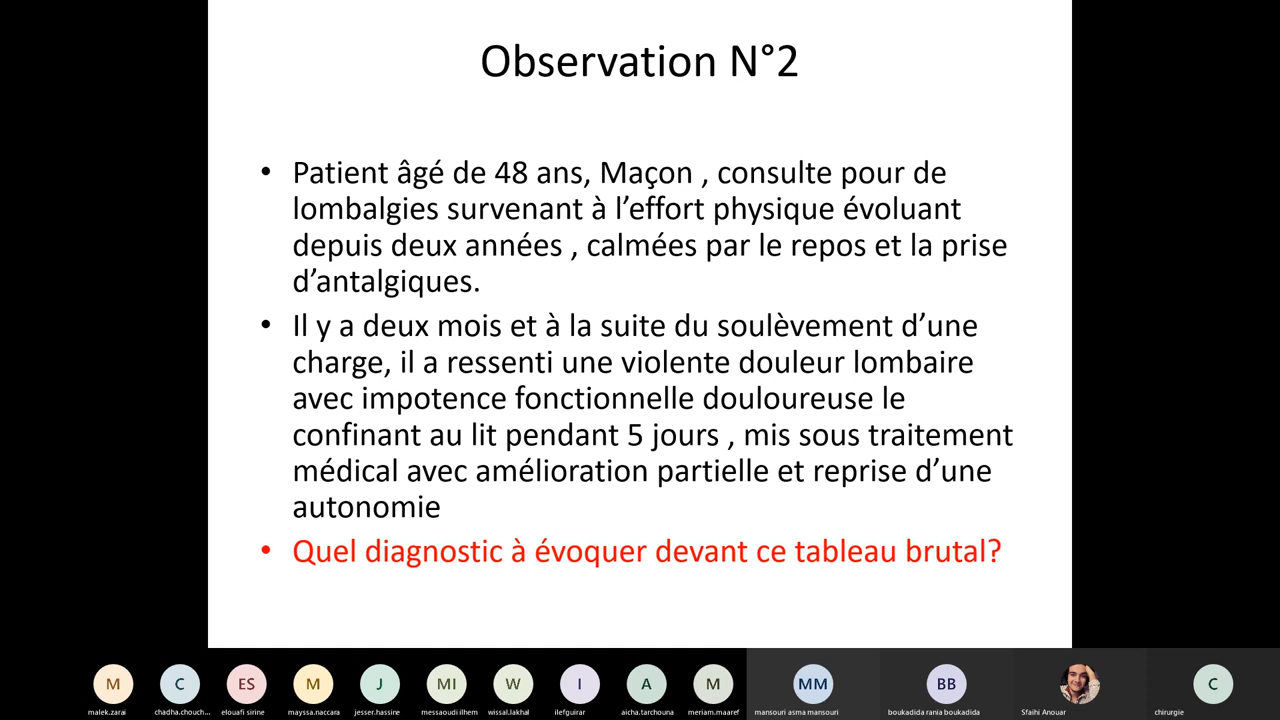 Observation N°2
• Patient âgé de 48 ans, Maçon , consulte pour de
lombalgies survenant à l’effort physique évoluant
depuis deux années , calmées par le repos et la prise
d’antalgiques.
• Il y a deux mois et à la suite du soulèvement d’une
charge, il a ressenti une violente douleur lombaire
avec impotence fonctionnelle douloureuse le
confinant au lit pendant 5 jours , mis sous traitement
médical avec amélioration partielle et reprise d’une
autonomie
• Quel diagnostic à évoquer devant ce tableau brutal?
M C ES M J MI W I A M MM BB C
malek.zarai chadha.chouch... elouafi sirine mayssa.naccara jesser.hassine messaoudi ilhem wissal.lakhal ilefguirar aicha.tarchouna meriam.maaref mansouri asma mansouri boukadida rania boukadida Sfaihi Anouar chirurgie